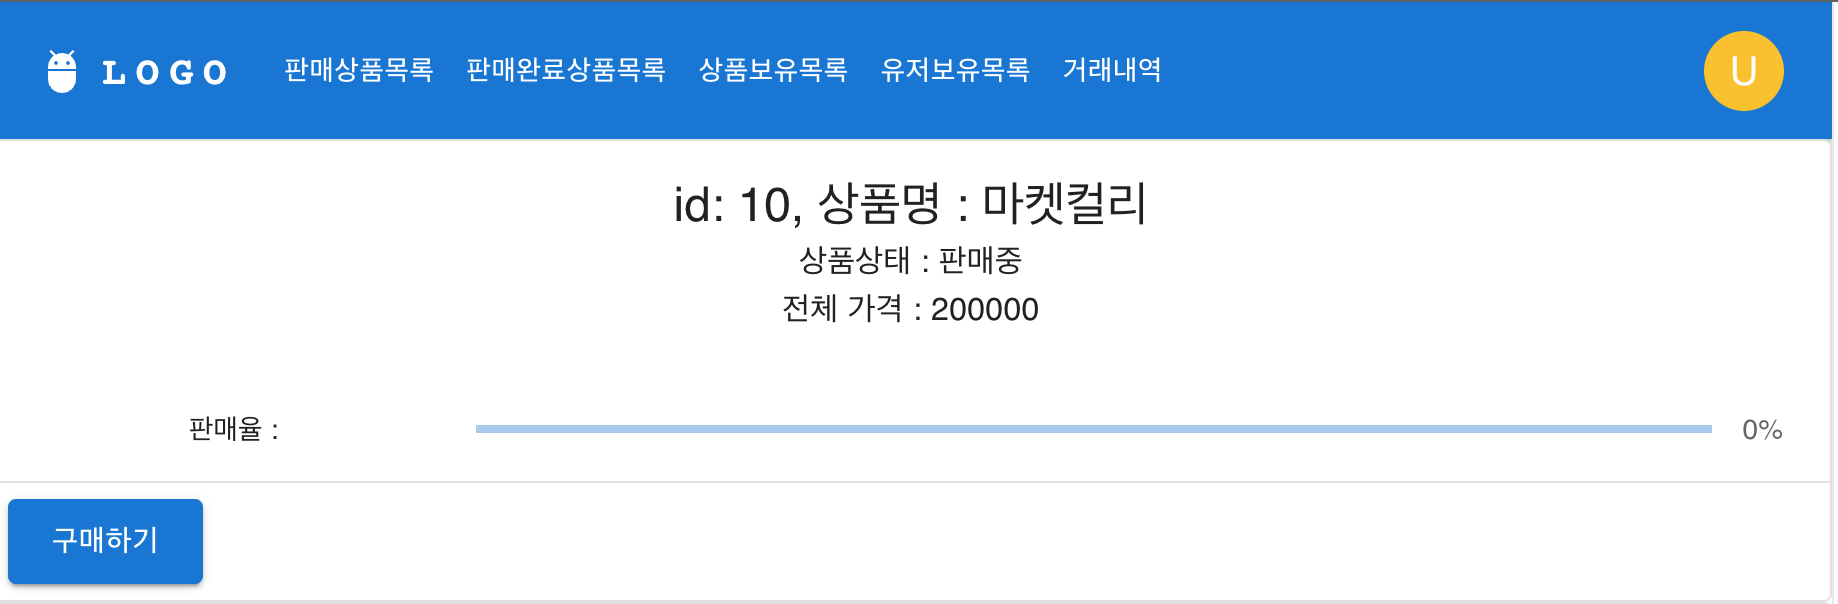 LOGO 판매상품목록 판매완료상품목록 상품보유목록 유저보유목록 거래내역 U
id: 10, 상품명 : 마켓컬리
상품상태 : 판매중
전체 가격 : 200000
판매율 : 0%
구매하기